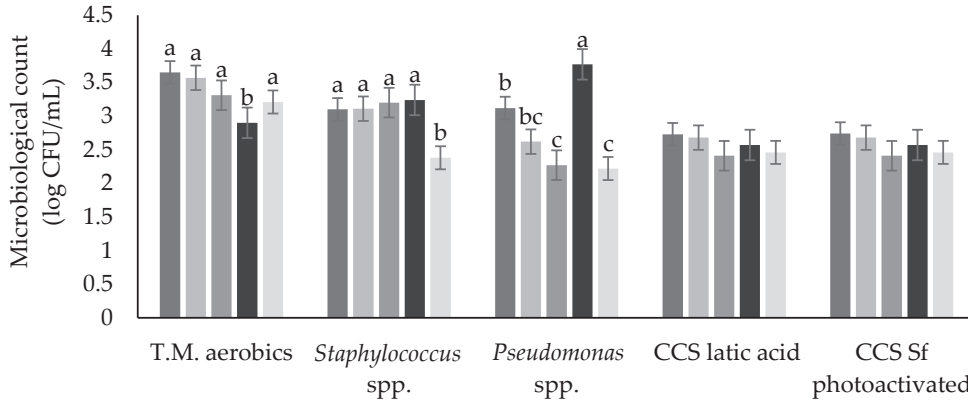 Microbiological count
(log CFU/mL)
4.5
4
3.5
3
2.5
2
1.5
1
0.5
0
a a a b a
a a a a b
b bc c a c
T.M. aerobics
Staphylococcus
spp.
Pseudomonas
spp.
CCS latic acid
CCS Sf
photoactivated